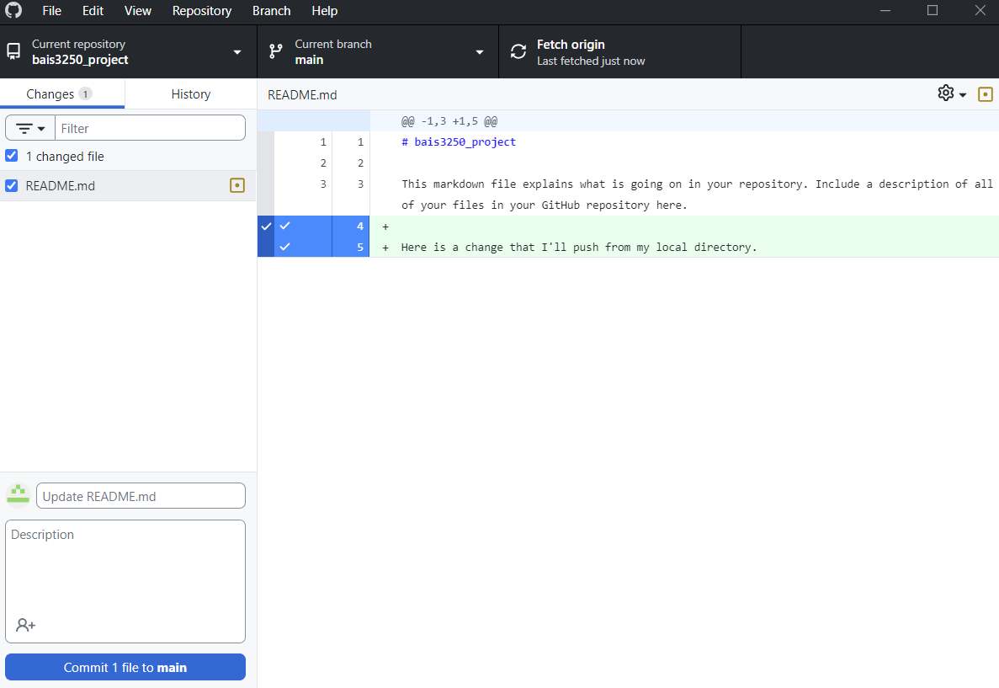 File Edit View Repository Branch Help
Current repository
bais3250_project
Current branch
main
Fetch origin
Last fetched just now
Changes 1
History
Filter
1 changed file
README.md
Update README.md
Description
Commit 1 file to main
README.md
@@ -1,3 +1,5 @@
1 1 # bais3250_project
2 2
3 3 This markdown file explains what is going on in your repository. Include a description of all
of your files in your GitHub repository here.
4 +
5 + Here is a change that I'll push from my local directory.